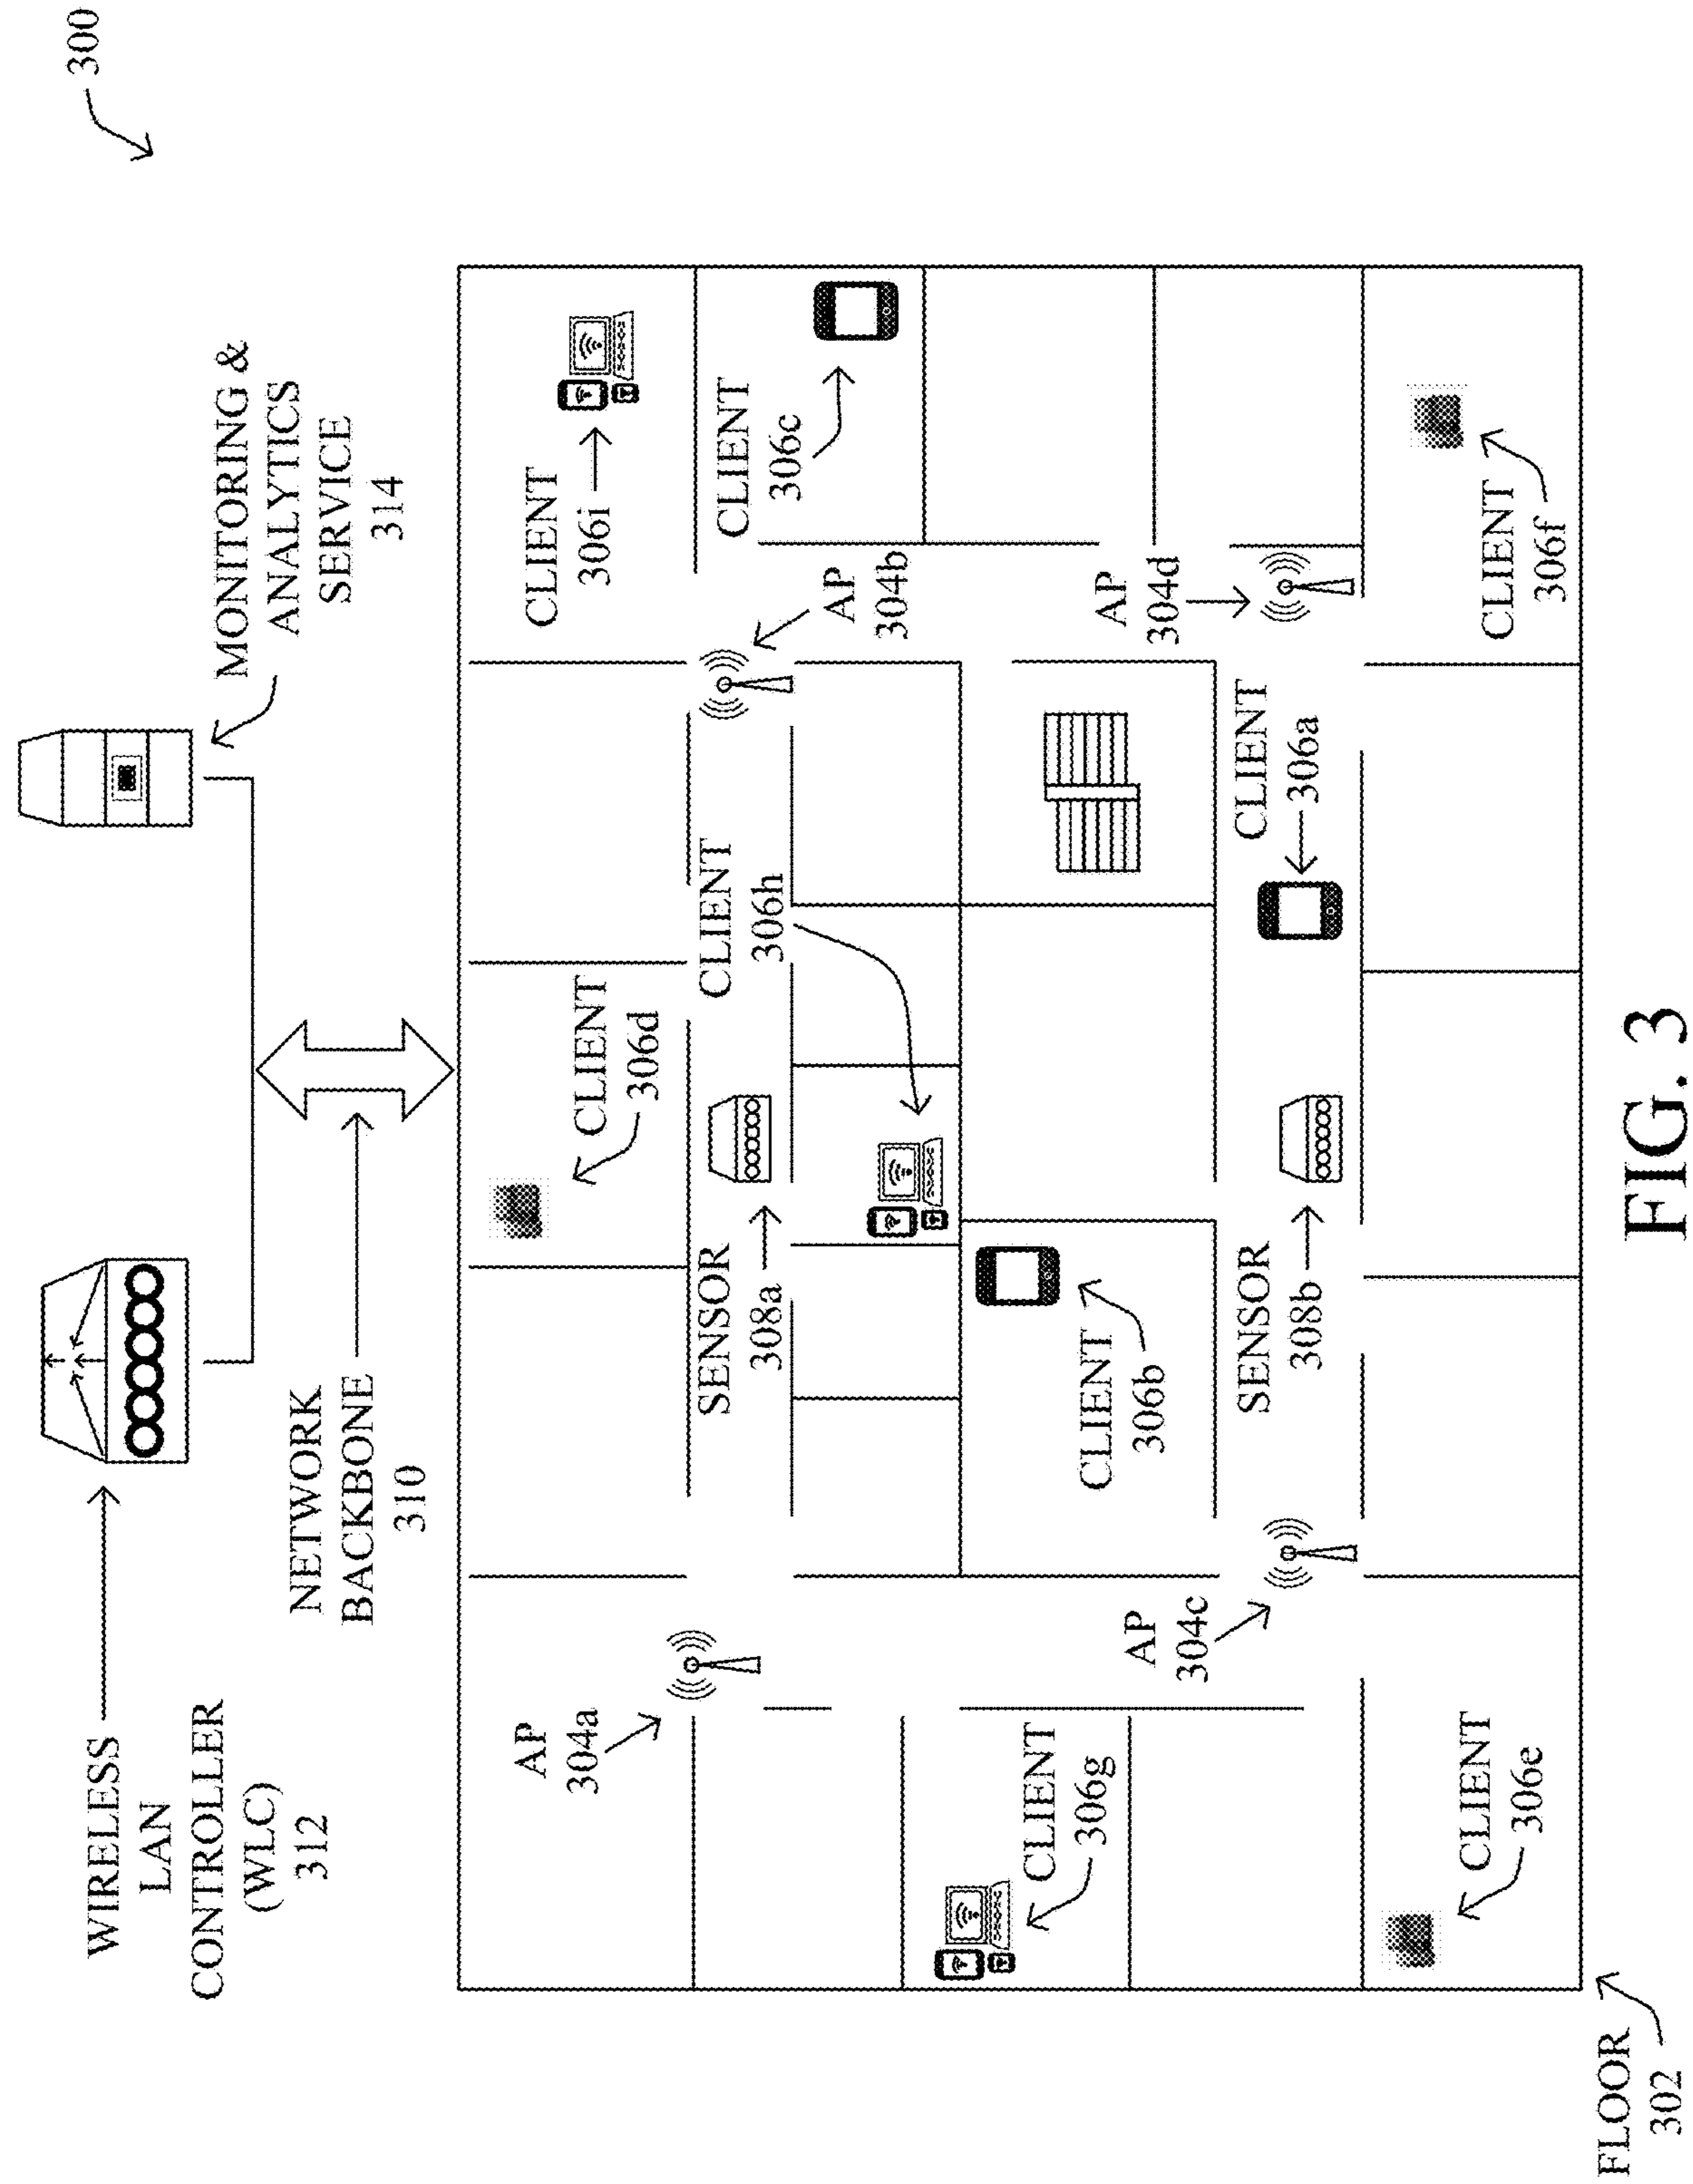 300
MONITORING &
ANALYTICS
SERVICE
314
WIRELESS
LAN
CONTROLLER
(WLC)
312
NETWORK
BACKBONE
310
AP
304a
CLIENT
306d
CLIENT
306i
SENSOR
308a
CLIENT
306h
AP
304b
CLIENT
306c
CLIENT
306g
CLIENT
306b
AP
304c
AP
304d
SENSOR
308b
CLIENT
306a
CLIENT
306e
CLIENT
306f
FLOOR
302
FIG. 3